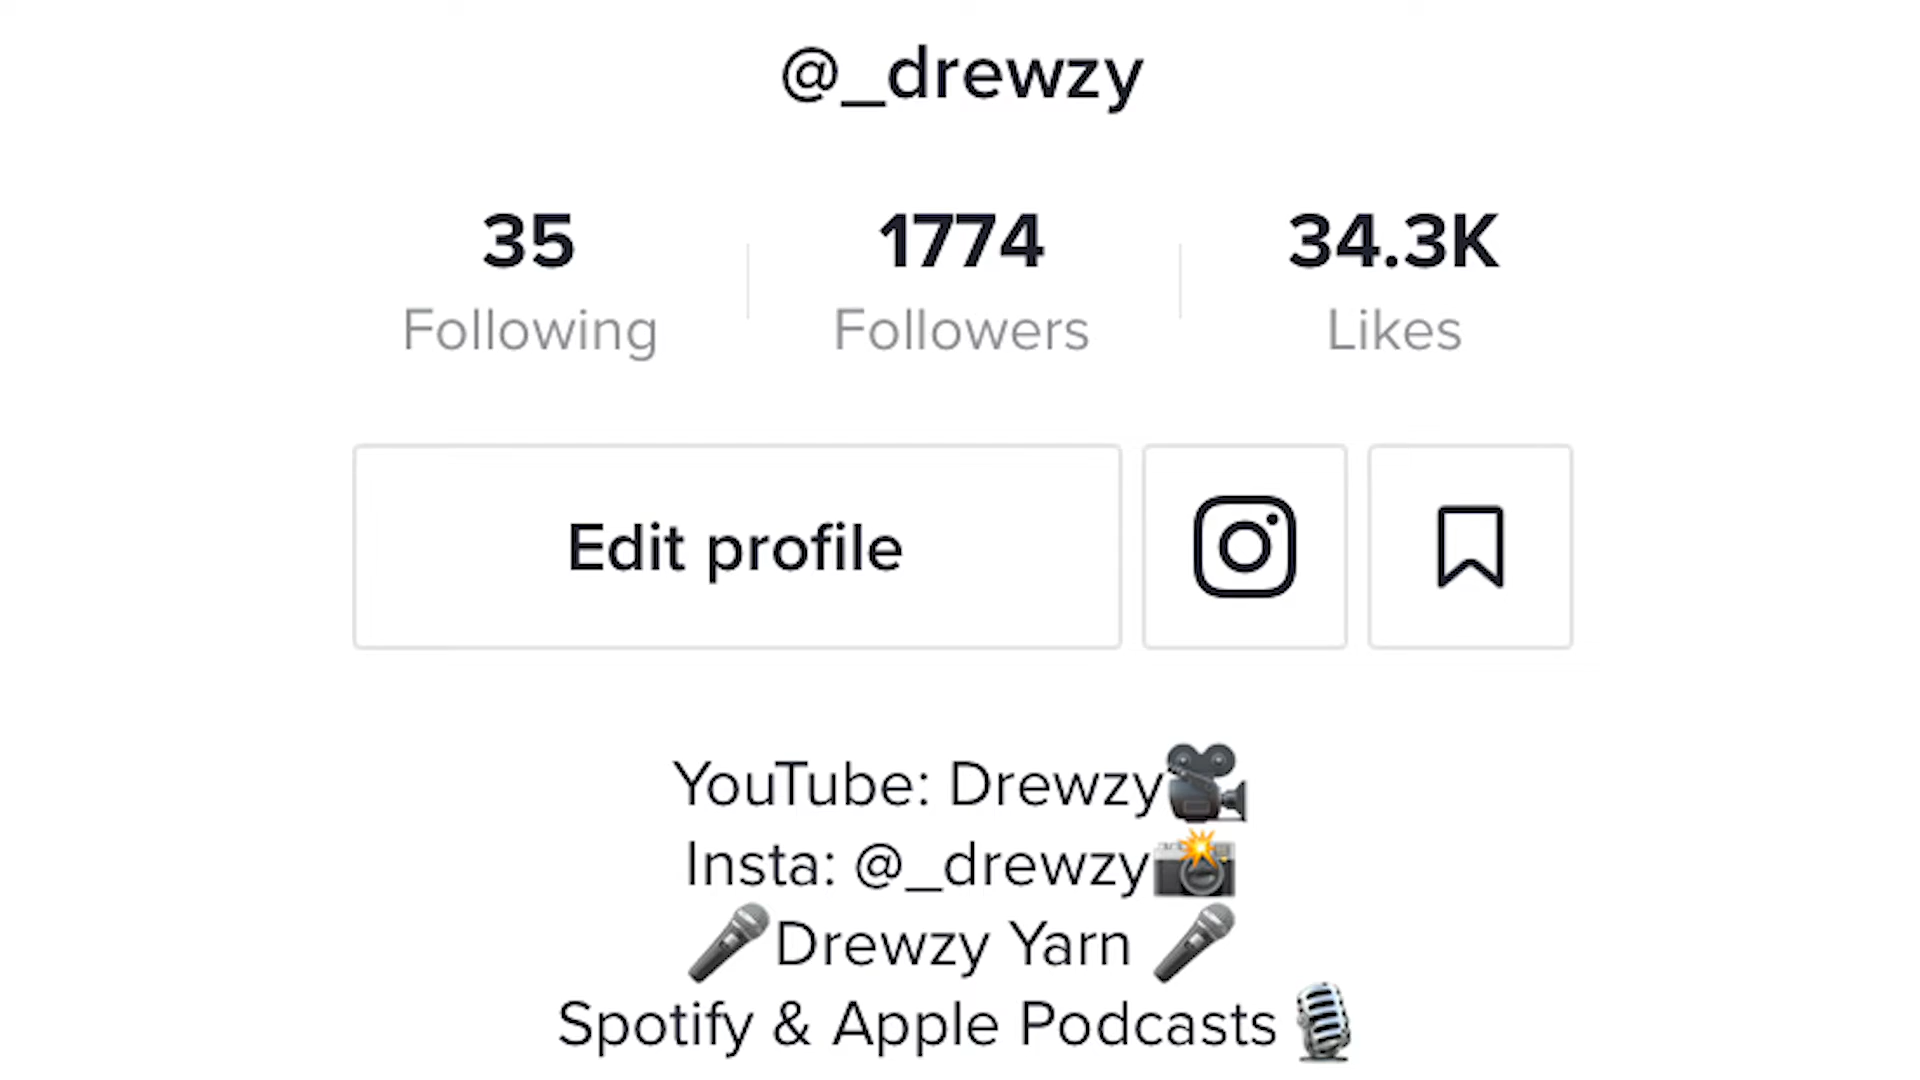 @_drewzy
35 1774 34.3K
Following Followers Likes
Edit profile
YouTube: Drewzy🎥
Insta: @_drewzy📸
🎤Drewzy Yarn 🎤
Spotify & Apple Podcasts 🎙️